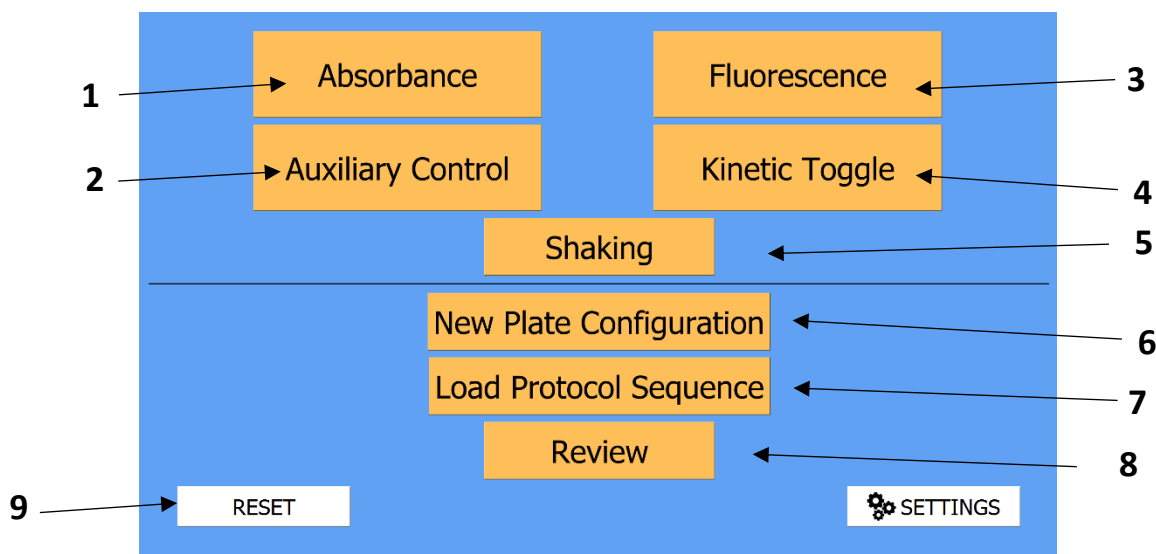 1
Absorbance
Fluorescence
3
2
Auxiliary Control
Kinetic Toggle
4
Shaking
5
New Plate Configuration
6
Load Protocol Sequence
7
Review
8
9
RESET
SETTINGS